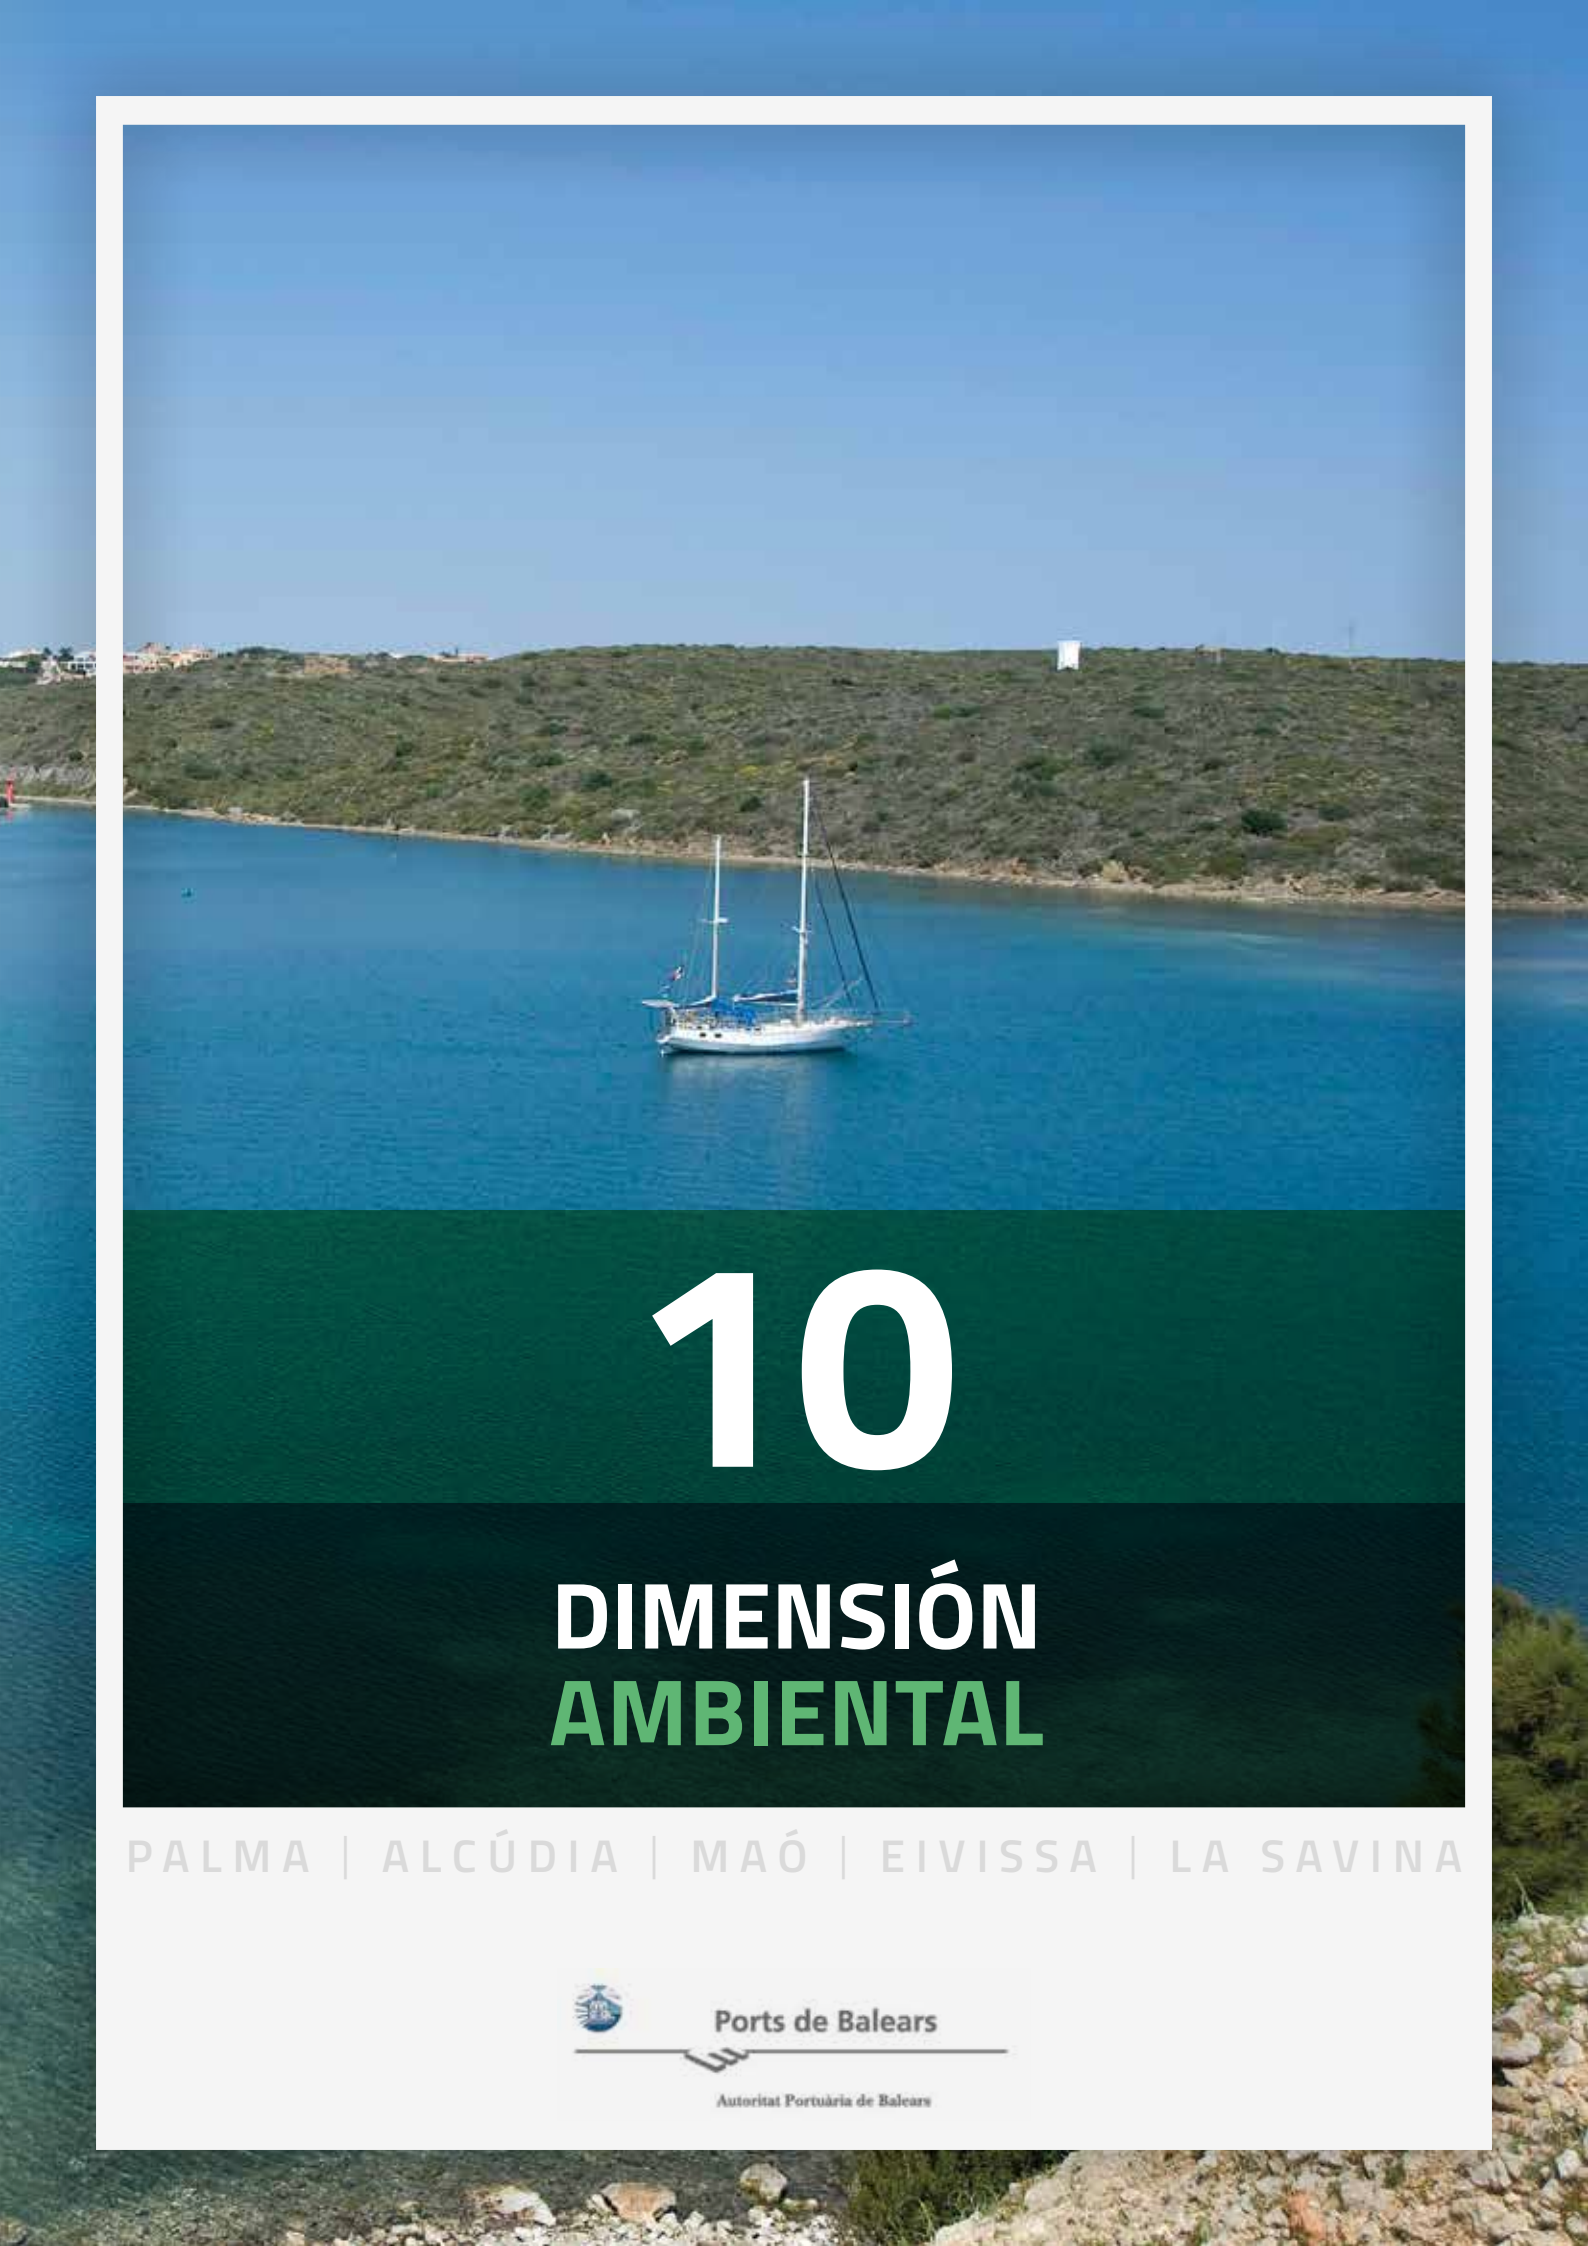 10
DIMENSIÓN
AMBIENTAL
PALMA | ALCÚDIA | MAÓ | EIVISSA | LA SAVINA
Ports de Balears
Autoritat Portuària de Balears